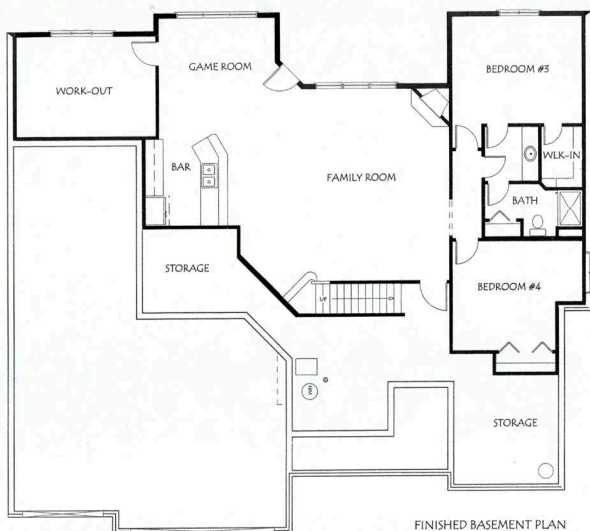 GAME ROOM
BEDROOM #3
WORK-OUT
BAR
WLK-IN
FAMILY ROOM
BATH
STORAGE
BEDROOM #4
UP
STORAGE
FINISHED BASEMENT PLAN